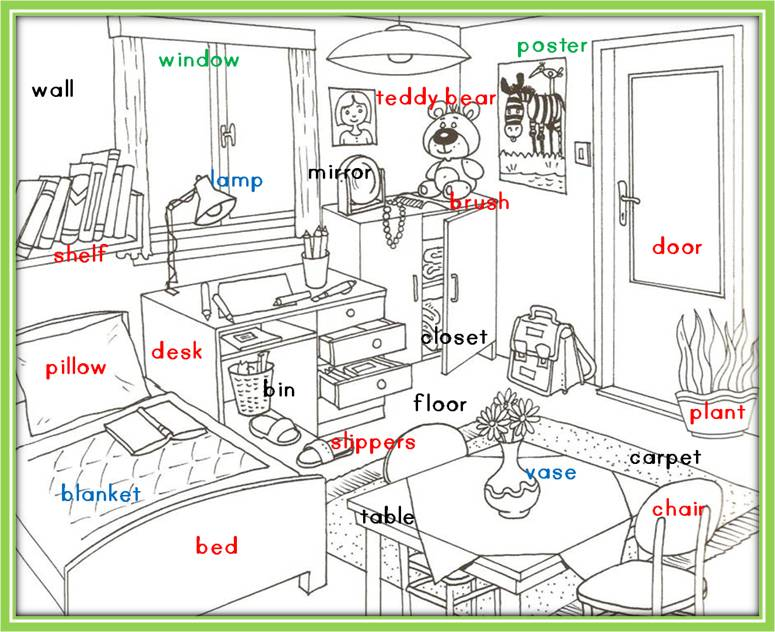 poster
window
wall
teddy bear
mirror
lamp
brush
shelf
door
closet
desk
pillow
bin
floor
plant
slippers
carpet
vase
blanket
table
chair
bed